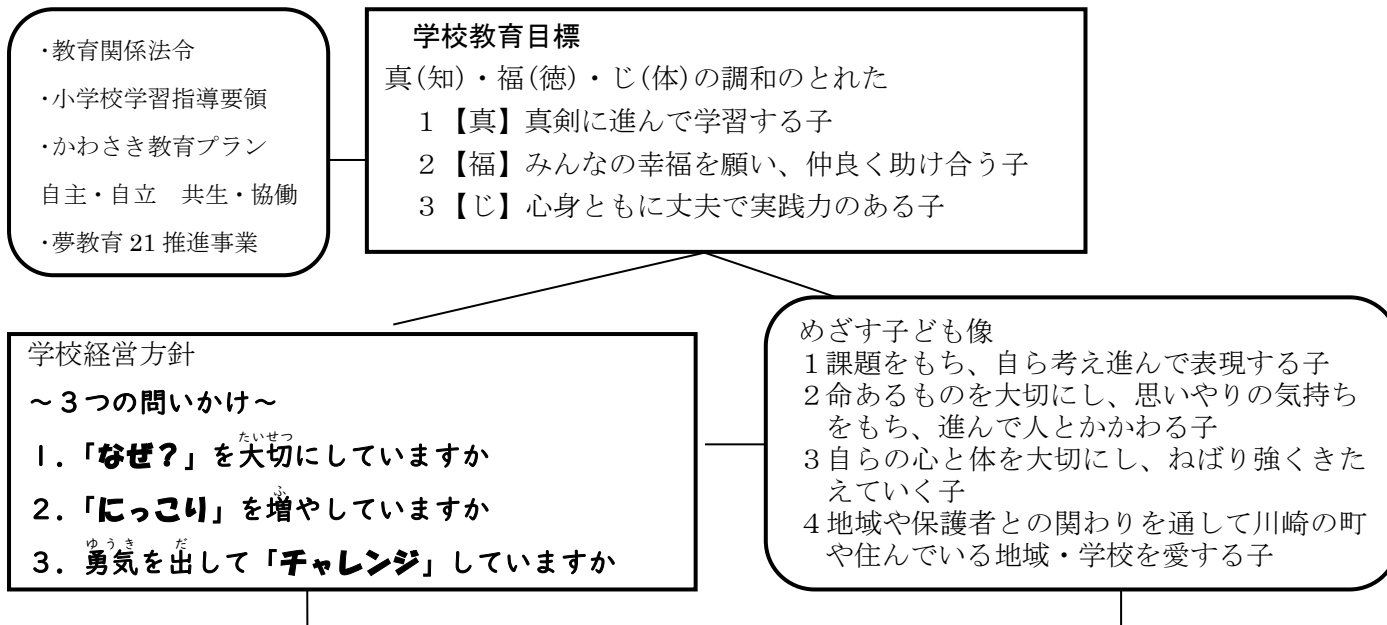 ・教育関係法令
・小学校学習指導要領
・かわさき教育プラン
自主・自立　共生・協働
・夢教育 21 推進事業
学校教育目標
真(知)・福(徳)・じ(体)の調和のとれた
１【真】真剣に進んで学習する子
２【福】みんなの幸福を願い、仲良く助け合う子
３【じ】心身ともに丈夫で実践力のある子
学校経営方針
～３つの問いかけ～
１．「なぜ？」を大切にしていますか
たいせつ
２．「にっこり」を増やしていますか
ふ
３．勇気を出して「チャレンジ」していますか
ゆうき だ
めざす子ども像
１課題をもち、自ら考え進んで表現する子
２命あるものを大切にし、思いやりの気持ち
をもち、進んで人とかかわる子
３自らの心と体を大切にし、ねばり強くきた
えていく子
４地域や保護者との関わりを通して川崎の町
や住んでいる地域・学校を愛する子